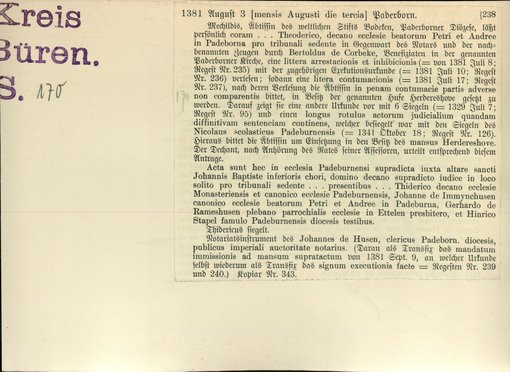 Kreis
Büren.
S. 170
1381 August 3 [mensis Augusti die tercia] Paderborn. |238
Mechildis, Äbtissin des weltlichen Stifts Bodeken, Paderborner Diözese, läßt
persönlich coram . . . Theoderico, decano ecclesie beatorum Petri et Andree
in Padeborna pro tribunali sedente in Gegenwart des Notars und der nach-
benannten Zeugen durch Bertoldus de Corbeke, Benefiziaten in der genannten
Paderborner Kirche, eine littera arrestacionis et inhibicionis (= von 1381 Juli 8;
Regest Nr. 235) mit der zugehörigen Exekutionsurkunde (= 1381 Juli 10; Regest
Nr. 236) verlesen; sodann eine litera contumacionis (= 1381 Juli 17; Regest Nr.
237), nach deren Verlesung die Äbtissin in penam contumacie partis adverse
non comparentis bittet, in Besitz der genannten Hufe Herdereshove gesetzt zu
werden. Darauf zeigt sie eine andere Urkunde vor mit 6 Siegeln (= 1329 Juli 7;
Regest Nr. 95) und einen longus rotulus actorum judicialium quandam
diffinitivam sentenciam continens, welcher besiegelt war mit den Siegeln des
Nicolaus scolasticus Padeburnensis (= 1341 Oktober 18; Regest Nr. 126).
Hieraus bittet die Äbtissin um Einsetzung in den Besitz des mansus Herdereshove.
Der Dechant, nach Anhörung des Rates seiner Assessoren, urteilt entsprechend diesem
Antrage.
Acta sunt hec in ecclesia Padeburnensi supradicta iuxta altare sancti
Johannis Baptiste inferioris chori, domino decano supradicto iudice in loco
solito pro tribunali sedente . . . presentibus . . . Thiderico decano ecclesie
Monasteriensis et canonico ecclesie Padeburnensis, Johanne de Immynchusen
canonico ecclesie beatorum Petri et Andree in Padeburna, Gerhardo de
Rameshusen plebano parrochialis ecclesie in Ettelen presbitero, et Hinrico
Stapel famulo Padeburnensis diocesis testibus.
Thidericus siegelt.
Notariatsinstrument des Johannes de Husen, clericus Padeborn. diocesis,
publicus imperiali auctoritate notarius. (Daran als Transfix das mandatum
immissionis ad mansum supratactum von 1381 Sept. 9, an welcher Urkunde
selbst wiederum als Transfix das signum executionis facte = Regesten Nr. 239
und 240.) Kopiar Nr. 343.